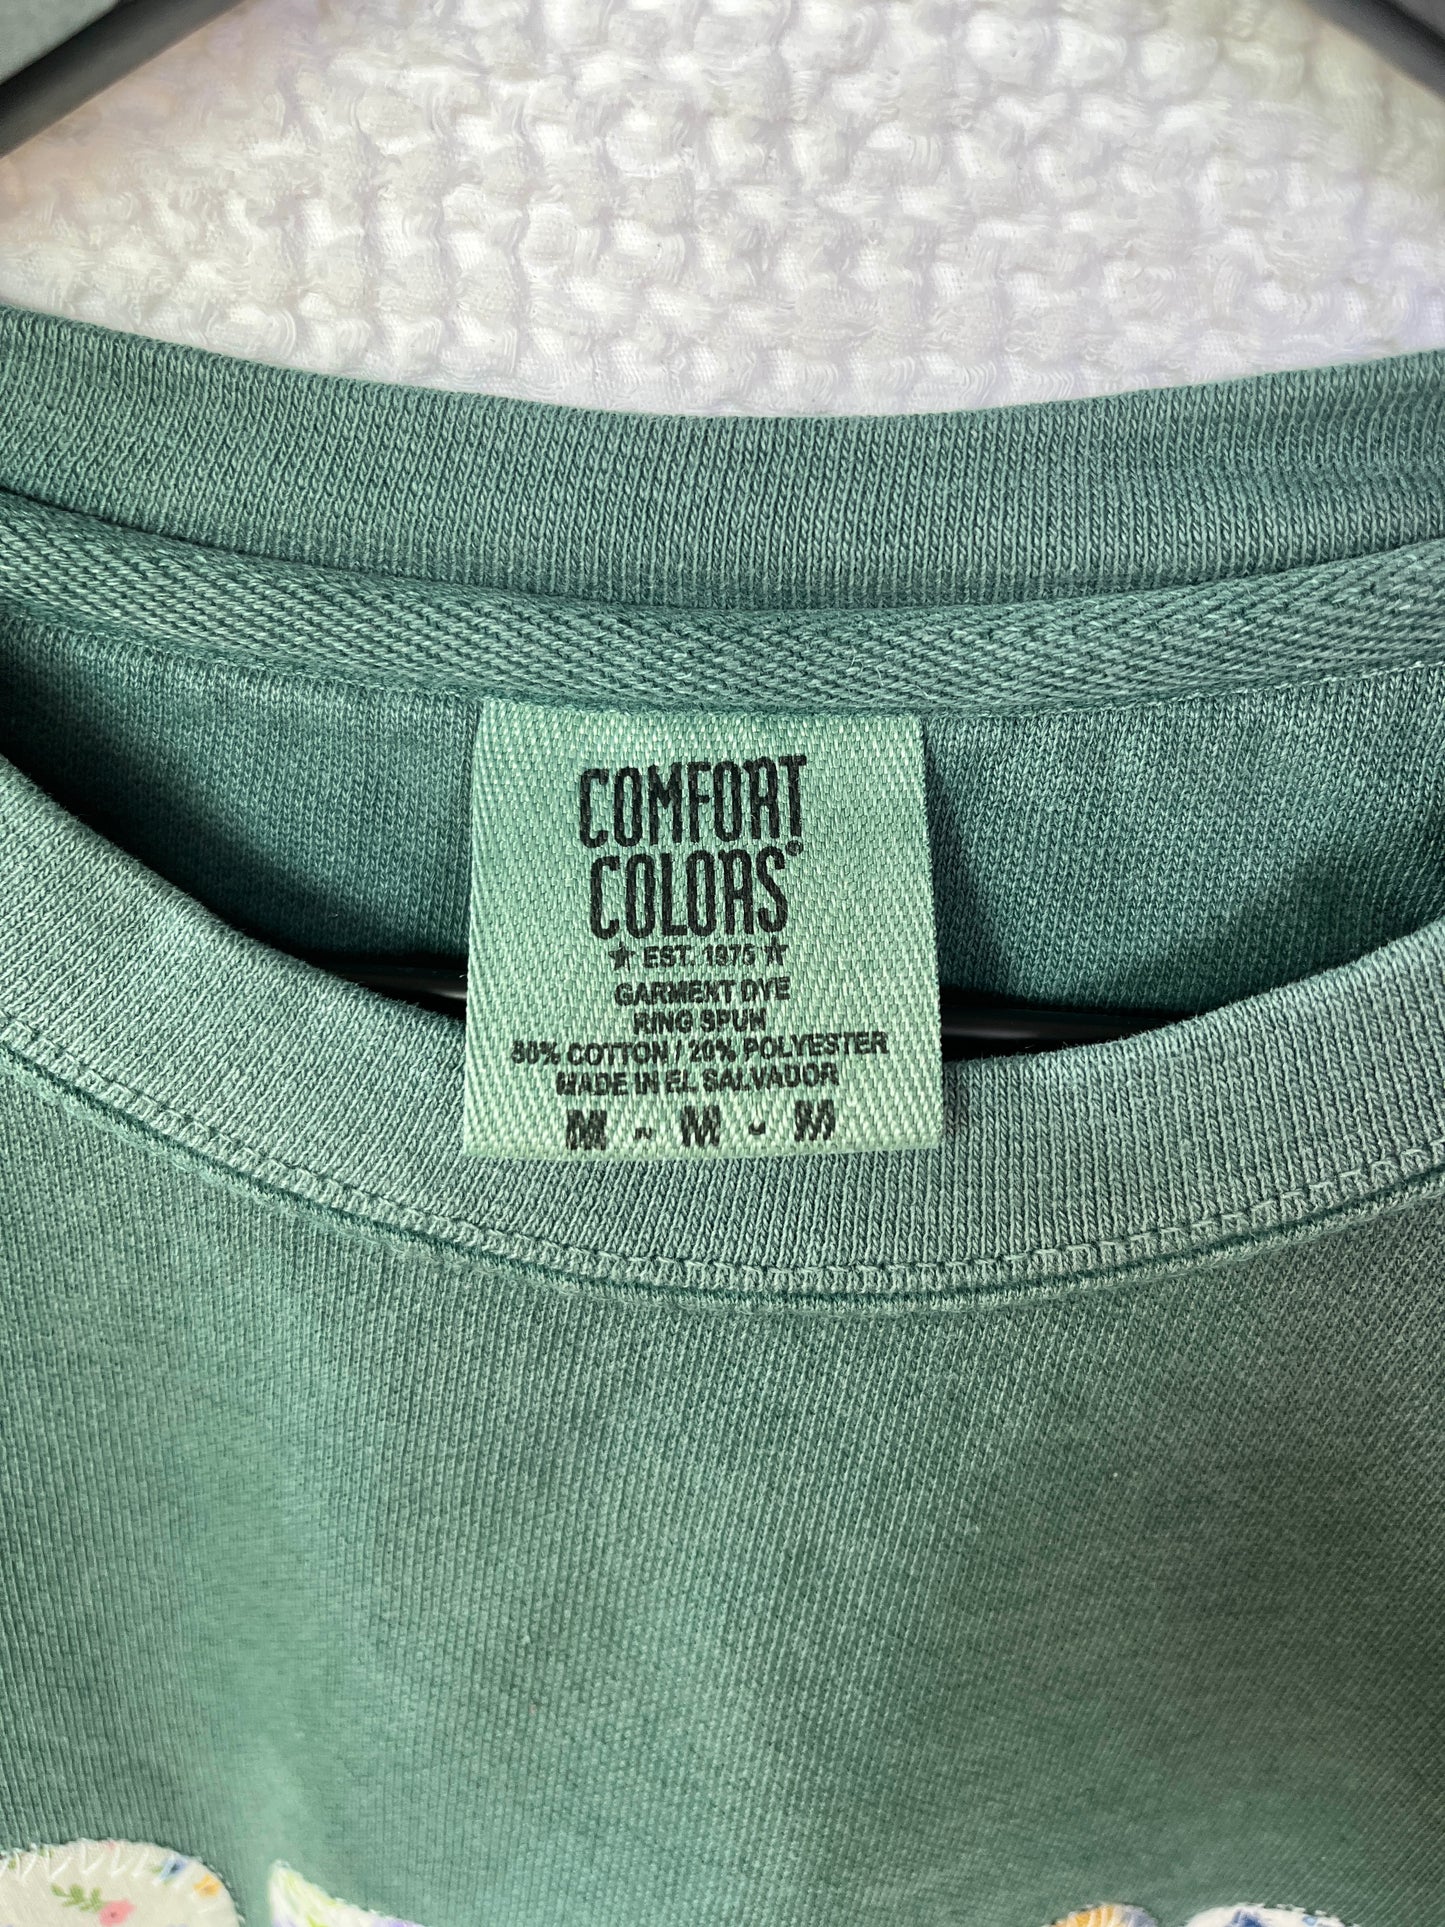 COMFORT
COLORS®
★ EST. 1975 ★
GARMENT DYE
RING SPUN
80% COTTON / 20% POLYESTER
MADE IN EL SALVADOR
M - M - M